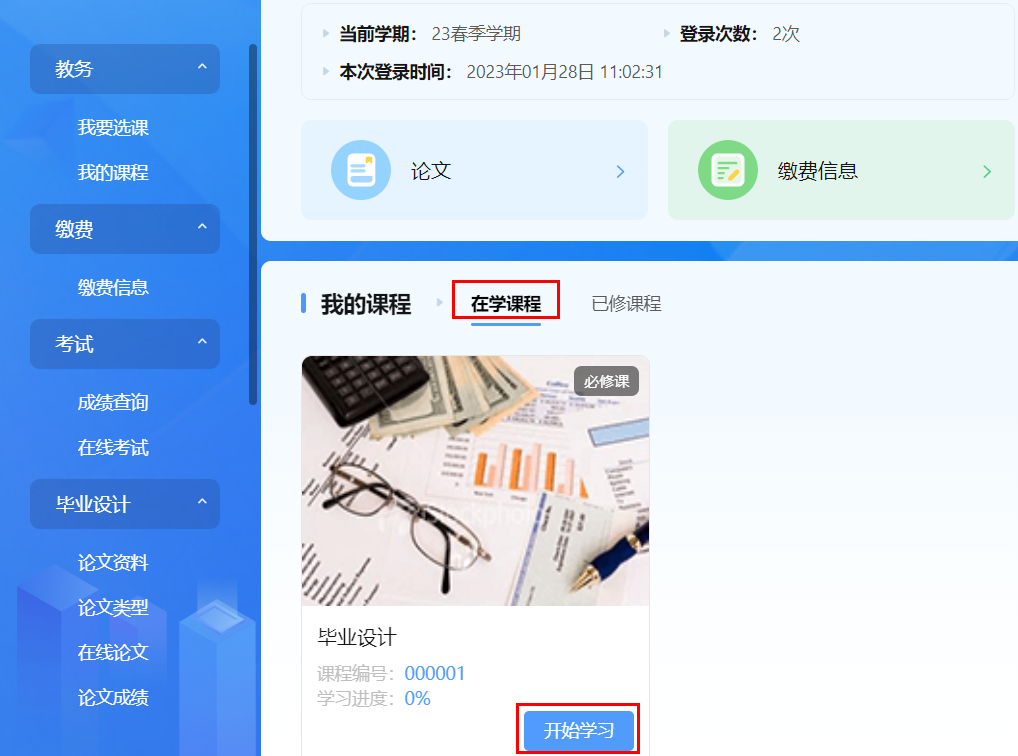 教务
我要选课
我的课程
缴费
缴费信息
考试
成绩查询
在线考试
毕业设计
论文资料
论文类型
在线论文
论文成绩
当前学期： 23春季学期
登录次数： 2次
本次登录时间： 2023年01月28日 11:02:31
论文
缴费信息
我的课程
在学课程
已修课程
必修课
毕业设计
课程编号：000001
学习进度：0%
开始学习